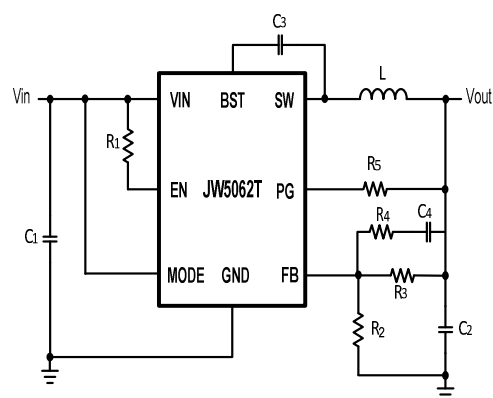 C3
Vin
VIN
BST
SW
L
Vout
R1
EN
JW5062T
PG
R5
R4
C4
C1
MODE
GND
FB
R3
R2
C2